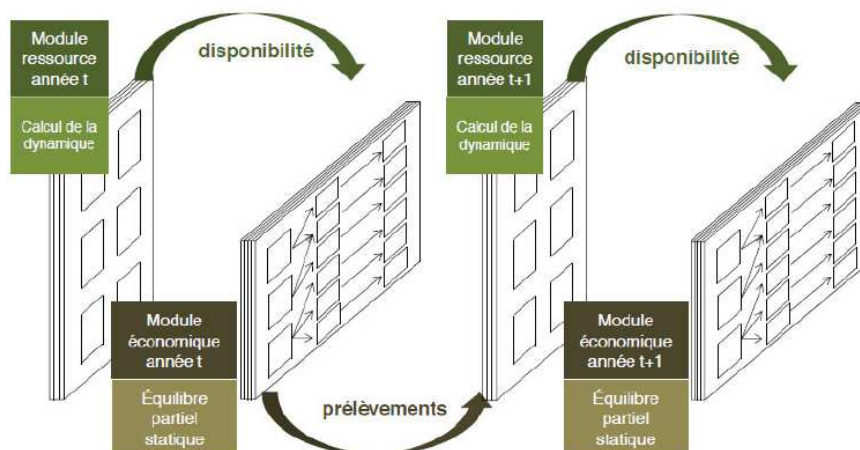 Module
ressource
année t
Calcul de la
dynamique
disponibilité
Module
économique
année t
Équilibre
partiel
statique
prélèvements
Module
ressource
année t+1
Calcul de la
dynamique
disponibilité
Module
économique
année t+1
Équilibre
partiel
statique